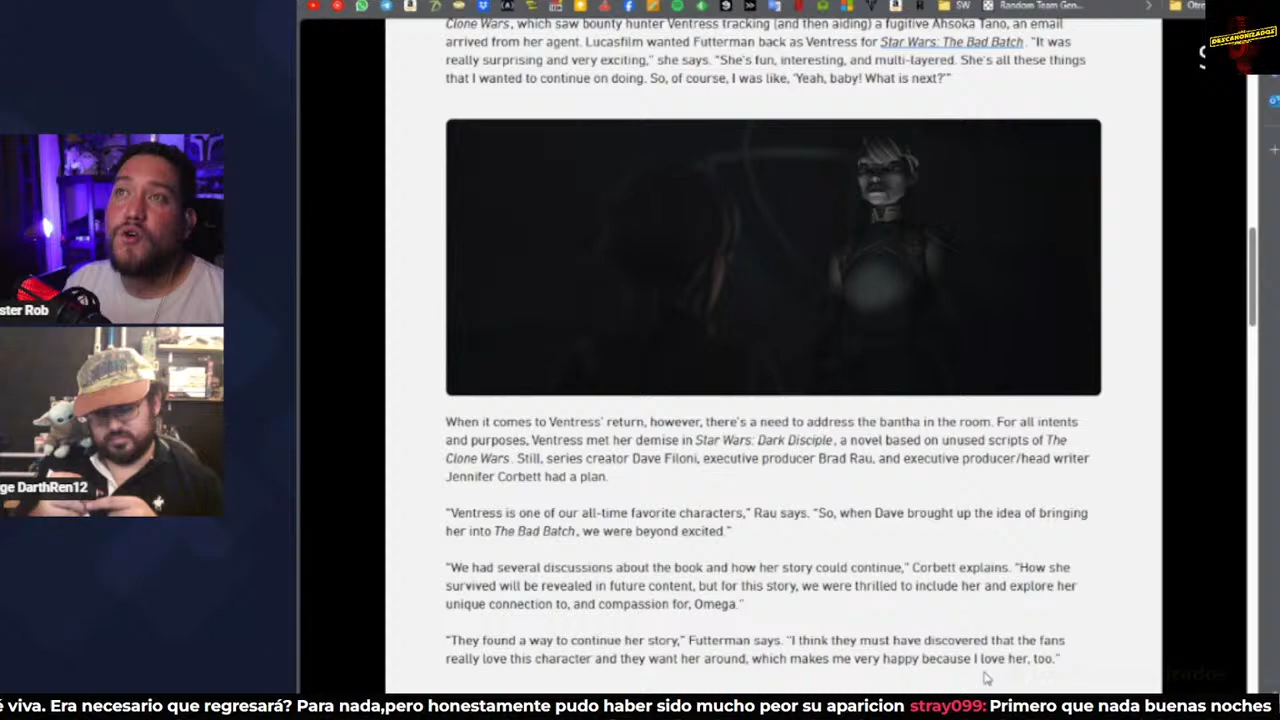 Random Team Gen...
SW
Otro
DESCANONIZADOS
Clone Wars, which saw bounty hunter Ventress tracking (and then aiding) a fugitive Ahsoka Tano, an email
arrived from her agent. Lucasfilm wanted Futterman back as Ventress for Star Wars: The Bad Batch. "It was
really surprising and very exciting," she says. "She's fun, interesting, and multi-layered. She's all these things
that I wanted to continue on doing. So, of course, I was like, 'Yeah, baby! What is next?'"
ster Rob
ge DarthRen12
When it comes to Ventress' return, however, there's a need to address the bantha in the room. For all intents
and purposes, Ventress met her demise in Star Wars: Dark Disciple, a novel based on unused scripts of The
Clone Wars. Still, series creator Dave Filoni, executive producer Brad Rau, and executive producer/head writer
Jennifer Corbett had a plan.
"Ventress is one of our all-time favorite characters," Rau says. "So, when Dave brought up the idea of bringing
her into The Bad Batch, we were beyond excited."
"We had several discussions about the book and how her story could continue," Corbett explains. "How she
survived will be revealed in future content, but for this story, we were thrilled to include her and explore her
unique connection to, and compassion for, Omega."
"They found a way to continue her story," Futterman says. "I think they must have discovered that the fans
really love this character and they want her around, which makes me very happy because I love her, too."
é viva. Era necesario que regresará? Para nada,pero honestamente pudo haber sido mucho peor su aparicion stray099: Primero que nada buenas noches